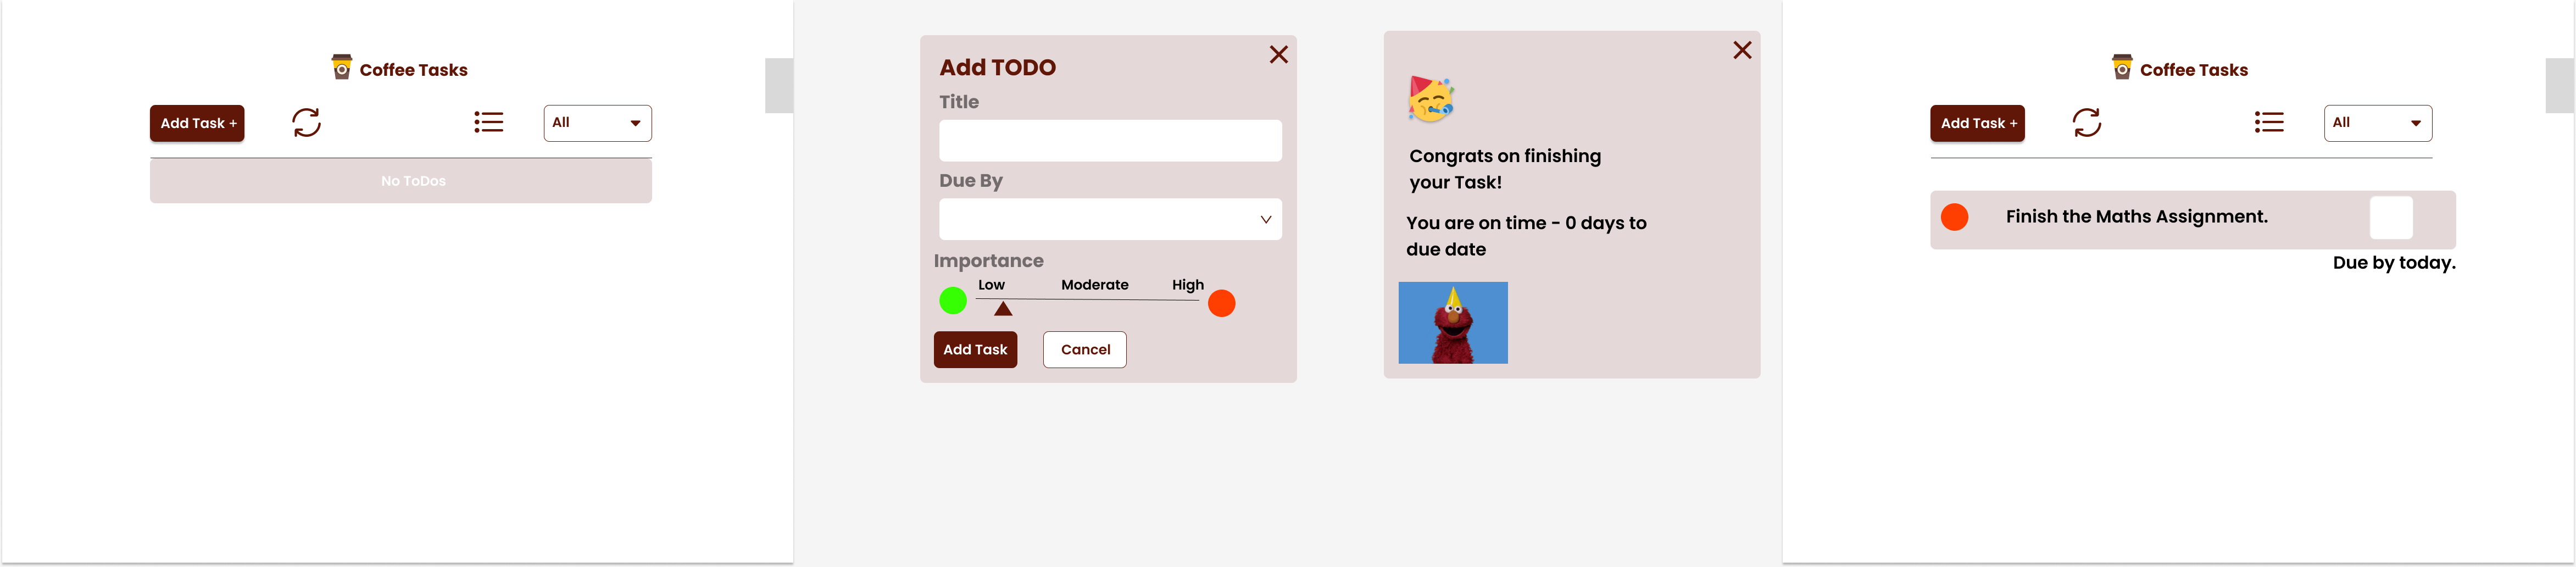 Coffee Tasks
Add Task +
All
No ToDos
Add TODO
Title
Due By
Importance
Low Moderate High
Add Task Cancel
Congrats on finishing
your Task!
You are on time - 0 days to
due date
Coffee Tasks
Add Task +
All
Finish the Maths Assignment.
Due by today.